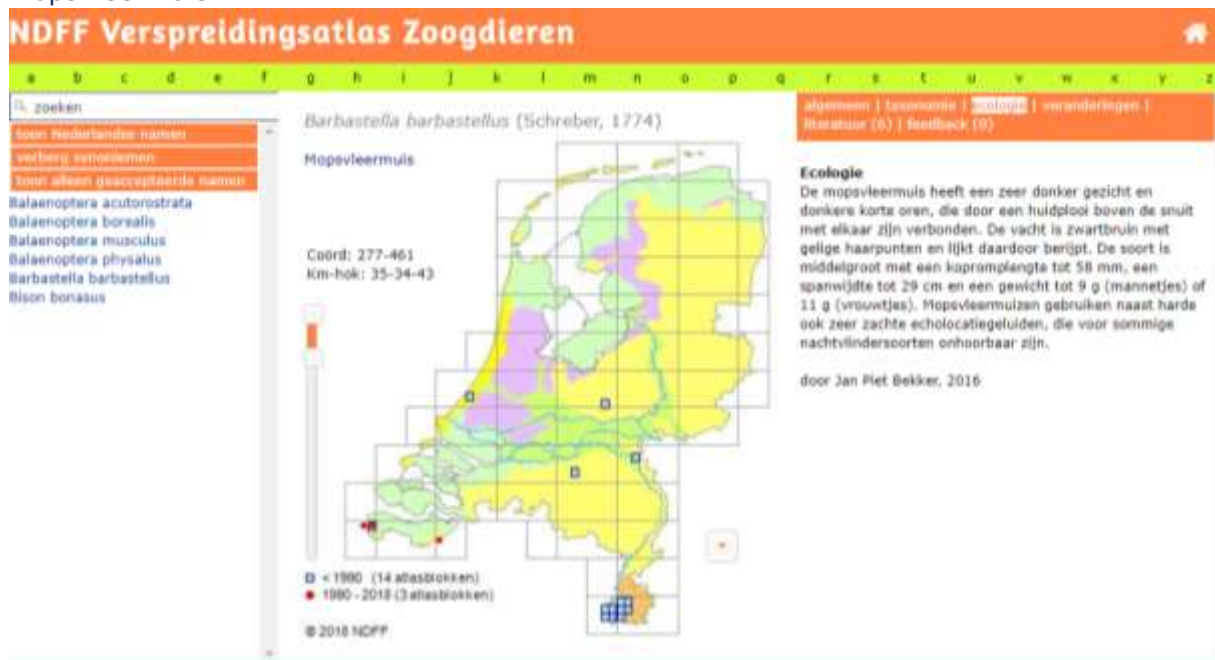 NDFF Verspreidingsatlas Zoogdieren
a b c d e f g h i j k l m n o p q r s t u v w x y z
zoeken
toon Nederlandse namen
verberg synoniemen
toon alleen geaccepteerde namen
Balaenoptera acutorostrata
Balaenoptera borealis
Balaenoptera musculus
Balaenoptera physalus
Barbastella barbastellus
Bison bonasus
Barbastella barbastellus (Schreber, 1774)
Mopsvleermuis
Coörd: 277-461
Km-hok: 35-34-43
< 1980 (14 atlasblokken)
1980 - 2018 (3 atlasblokken)
© 2018 NDFF
algemeen | taxonomie | ecologie | veranderingen |
literatuur (6) | feedback (0)
Ecologie
De mopsvleermuis heeft een zeer donker gezicht en
donkere korte oren, die door een huidplooi boven de snuit
met elkaar zijn verbonden. De vacht is zwartbruin met
gelige haarpunten en lijkt daardoor berijpt. De soort is
middelgroot met een kopromplengte tot 58 mm, een
spanwijdte tot 29 cm en een gewicht tot 9 g (mannetjes) of
11 g (vrouwtjes). Mopsvleermuizen gebruiken naast harde
ook zeer zachte echolocatiegeluiden, die voor sommige
nachtvlindersoorten onhoorbaar zijn.
door Jan Piet Bekker, 2016